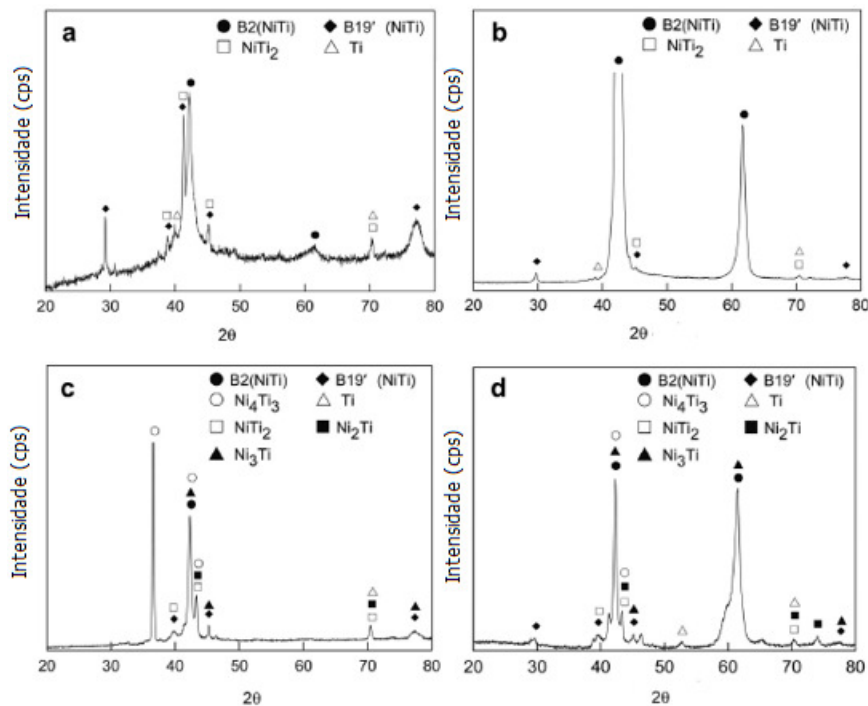 a
● B2(NiTi) ◆ B19′ (NiTi)
□ NiTi₂ △ Ti
Intensidade (cps)
20 30 40 50 60 70 80
2θ
b
● B2(NiTi) ◆ B19′ (NiTi)
□ NiTi₂ △ Ti
Intensidade (cps)
20 30 40 50 60 70 80
2θ
c
● B2(NiTi) ◆ B19′ (NiTi)
○ Ni₄Ti₃ △ Ti
□ NiTi₂ ■ Ni₂Ti
▲ Ni₃Ti
Intensidade (cps)
20 30 40 50 60 70 80
2θ
d
● B2(NiTi) ◆ B19′ (NiTi)
○ Ni₄Ti₃ △ Ti
□ NiTi₂ ■ Ni₂Ti
▲ Ni₃Ti
Intensidade (cps)
30 40 50 60 70 80
2θ